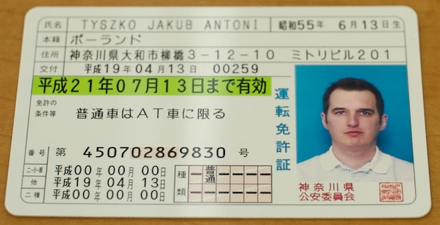 氏名 TYSZKO JAKUB ANTONI 昭和55年 6月13日生
本籍 ポーランド
住所 神奈川県大和市柳橋3-12-10 ミトリビル201
交付 平成19年04月13日 00259
平成21年07月13日まで有効
免許の条件等 普通車はAT車に限る
運転免許証
番号 第 450702869830 号
二・小・原 平成00年00月00日
他 平成19年04月13日
二種 平成00年00月00日
種類 普通
神奈川県
公安委員会